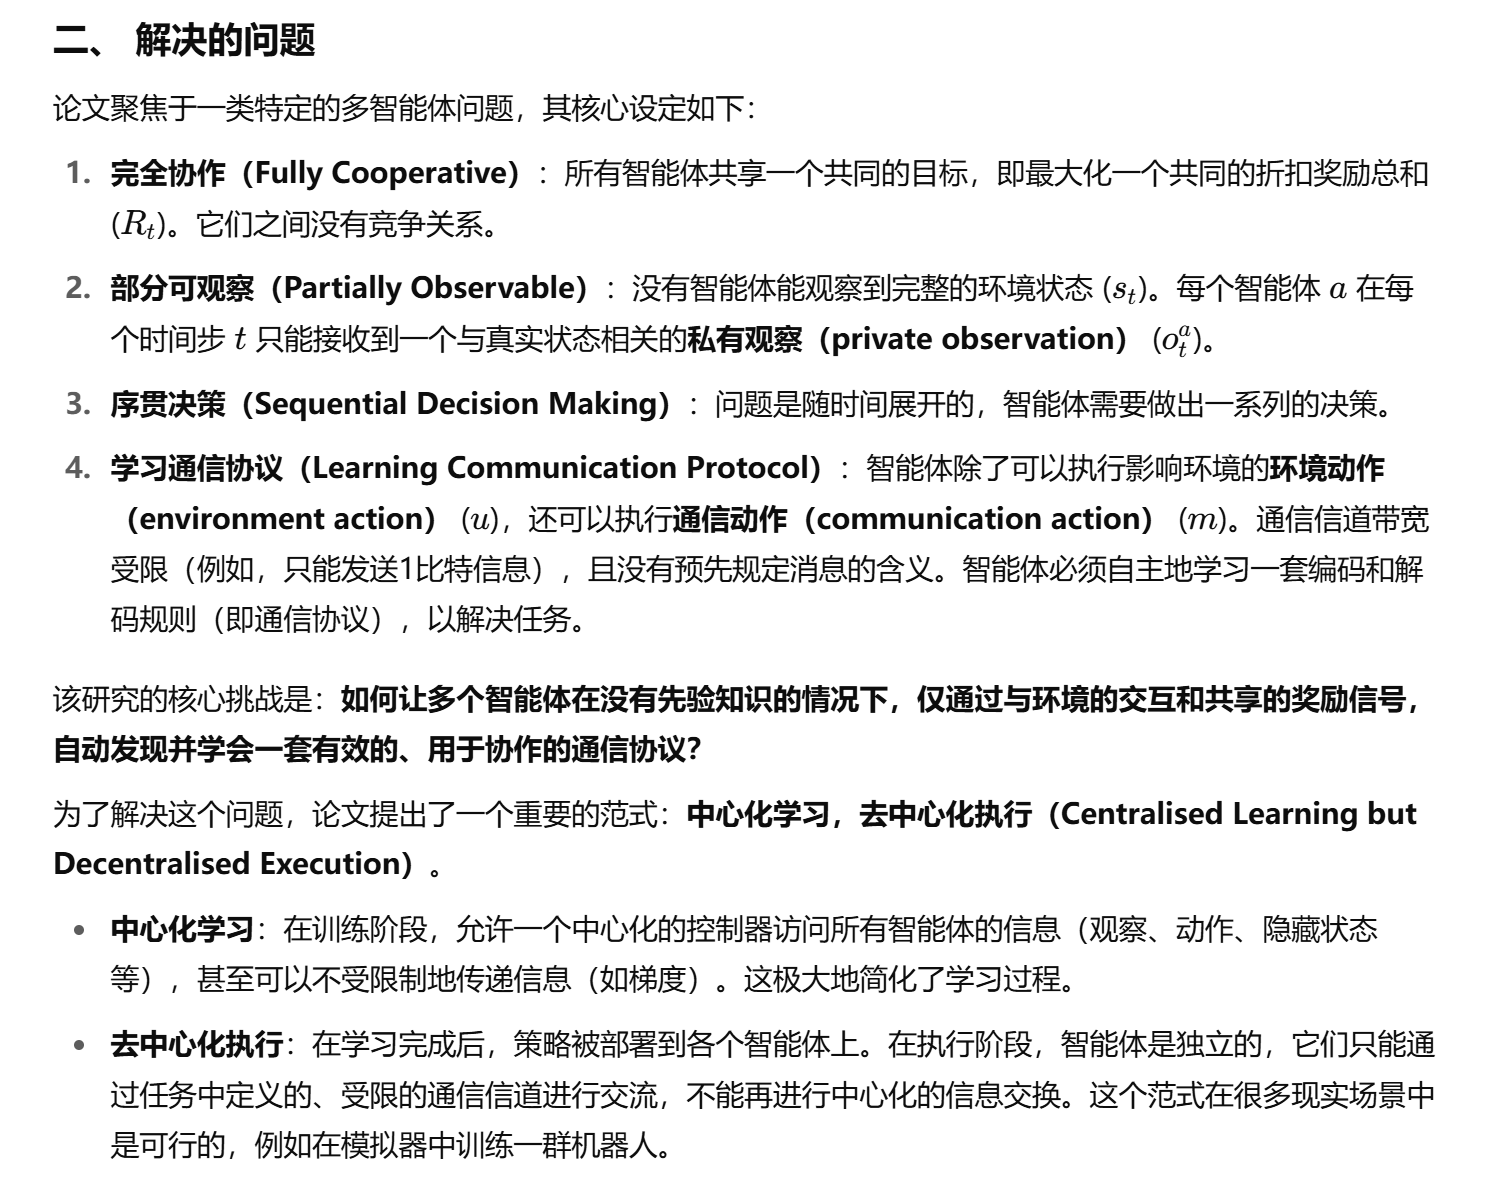 二、 解决的问题
论文聚焦于一类特定的多智能体问题，其核心设定如下：
1. 完全协作（Fully Cooperative）：所有智能体共享一个共同的目标，即最大化一个共同的折扣奖励总和
(R_t)。它们之间没有竞争关系。
2. 部分可观察（Partially Observable）：没有智能体能观察到完整的环境状态 (s_t)。每个智能体 a 在每
个时间步 t 只能接收到一个与真实状态相关的私有观察（private observation） (o_t^a)。
3. 序贯决策（Sequential Decision Making）：问题是随时间展开的，智能体需要做出一系列的决策。
4. 学习通信协议（Learning Communication Protocol）：智能体除了可以执行影响环境的环境动作
（environment action） (u)，还可以执行通信动作（communication action） (m)。通信信道带宽
受限（例如，只能发送1比特信息），且没有预先规定消息的含义。智能体必须自主地学习一套编码和解
码规则（即通信协议），以解决任务。
该研究的核心挑战是：如何让多个智能体在没有先验知识的情况下，仅通过与环境的交互和共享的奖励信号，
自动发现并学会一套有效的、用于协作的通信协议？
为了解决这个问题，论文提出了一个重要的范式：中心化学习，去中心化执行（Centralised Learning but
Decentralised Execution）。
• 中心化学习：在训练阶段，允许一个中心化的控制器访问所有智能体的信息（观察、动作、隐藏状态
等），甚至可以不受限制地传递信息（如梯度）。这极大地简化了学习过程。
• 去中心化执行：在学习完成后，策略被部署到各个智能体上。在执行阶段，智能体是独立的，它们只能通
过任务中定义的、受限的通信信道进行交流，不能再进行中心化的信息交换。这个范式在很多现实场景中
是可行的，例如在模拟器中训练一群机器人。